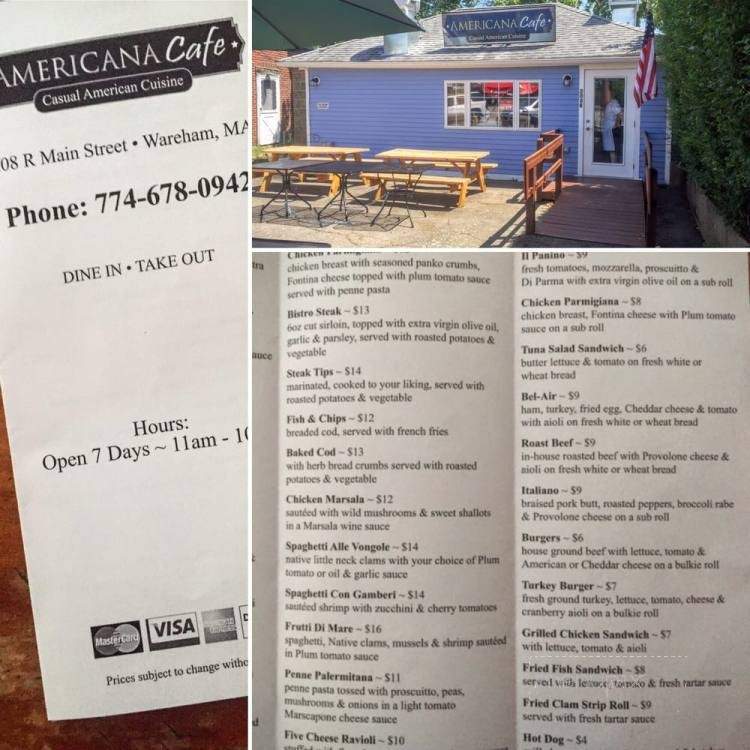 AMERICANA Cafe
Casual American Cuisine
08 R Main Street • Wareham, MA
Phone: 774-678-0942
DINE IN • TAKE OUT
Hours:
Open 7 Days ~ 11am - 10
MasterCard VISA
Prices subject to change witho
AMERICANA Cafe
Casual American Cuisine
chicken breast with seasoned panko crumbs,
Fontina cheese topped with plum tomato sauce
served with penne pasta
Bistro Steak ~ $13
6oz cut sirloin, topped with extra virgin olive oil,
garlic & parsley, served with roasted potatoes &
vegetable
Steak Tips ~ $14
marinated, cooked to your liking, served with
roasted potatoes & vegetable
Fish & Chips ~ $12
breaded cod, served with french fries
Baked Cod ~ $13
with herb bread crumbs served with roasted
potatoes & vegetable
Chicken Marsala ~ $12
sautéed with wild mushrooms & sweet shallots
in a Marsala wine sauce
Spaghetti Alle Vongole ~ $14
native little neck clams with your choice of Plum
tomato or oil & garlic sauce
Spaghetti Con Gamberi ~ $14
sautéed shrimp with zucchini & cherry tomatoes
Frutti Di Mare ~ $16
spaghetti, Native clams, mussels & shrimp sautéed
in Plum tomato sauce
Penne Palermitana ~ $11
penne pasta tossed with proscuitto, peas,
mushrooms & onions in a light tomato
Marscapone cheese sauce
Five Cheese Ravioli ~ $10
Il Panino ~ $9
fresh tomatoes, mozzarella, proscuitto &
Di Parma with extra virgin olive oil on a sub roll
Chicken Parmigiana ~ $8
chicken breast, Fontina cheese with Plum tomato
sauce on a sub roll
Tuna Salad Sandwich ~ $6
butter lettuce & tomato on fresh white or
wheat bread
Bel-Air ~ $9
ham, turkey, fried egg, Cheddar cheese & tomato
with aioli on fresh white or wheat bread
Roast Beef ~ $9
in-house roasted beef with Provolone cheese &
aioli on fresh white or wheat bread
Italiano ~ $9
braised pork butt, roasted peppers, broccoli rabe
& Provolone cheese on a sub roll
Burgers ~ $6
house ground beef with lettuce, tomato &
American or Cheddar cheese on a bulkie roll
Turkey Burger ~ $7
fresh ground turkey, lettuce, tomato, cheese &
cranberry aioli on a bulkie roll
Grilled Chicken Sandwich ~ $7
with lettuce, tomato & aioli
Fried Fish Sandwich ~ $8
served with lettuce, tomato & fresh tartar sauce
Fried Clam Strip Roll ~ $9
served with fresh tartar sauce
Hot Dog ~ $4